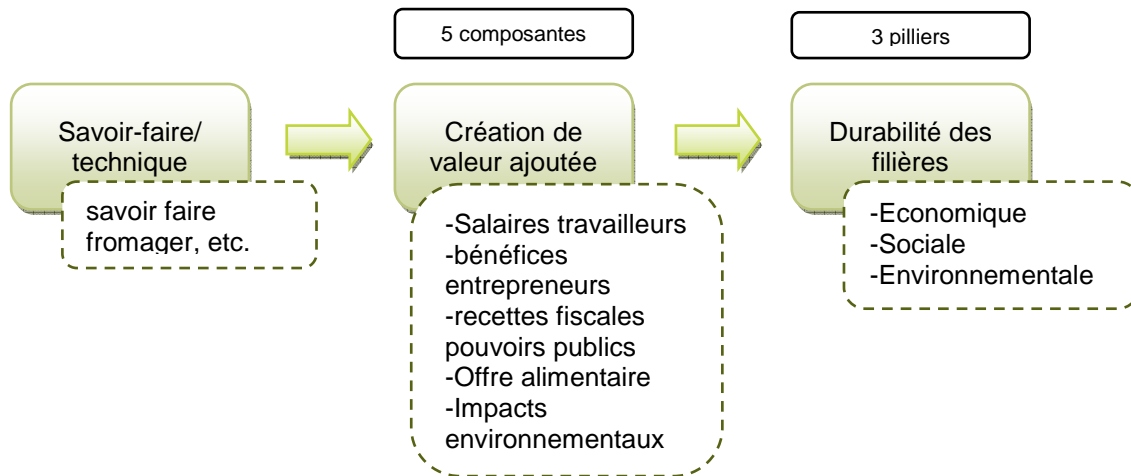 5 composantes
3 pilliers
Savoir-faire/
technique
savoir faire
fromager, etc.
Création de
valeur ajoutée
-Salaires travailleurs
-bénéfices
entrepreneurs
-recettes fiscales
pouvoirs publics
-Offre alimentaire
-Impacts
environnementaux
Durabilité des
filières
-Economique
-Sociale
-Environnementale